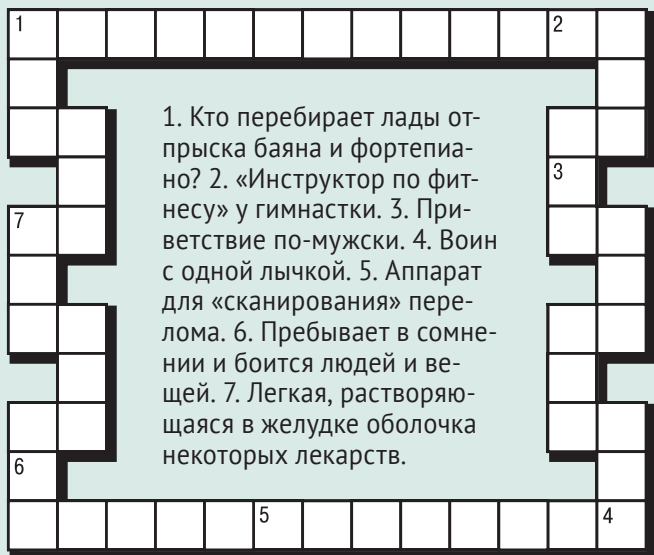 1
2
1. Кто перебирает лады от-
прыска баяна и фортепиа-
но? 2. «Инструктор по фит-
несу» у гимнастки. 3. При-
ветствие по-мужски. 4. Воин
с одной лычкой. 5. Аппарат
для «сканирования» пере-
лома. 6. Пребывает в сомне-
нии и боится людей и ве-
щей. 7. Легкая, растворяю-
щаяся в желудке оболочка
некоторых лекарств.
3
7
6
5
4